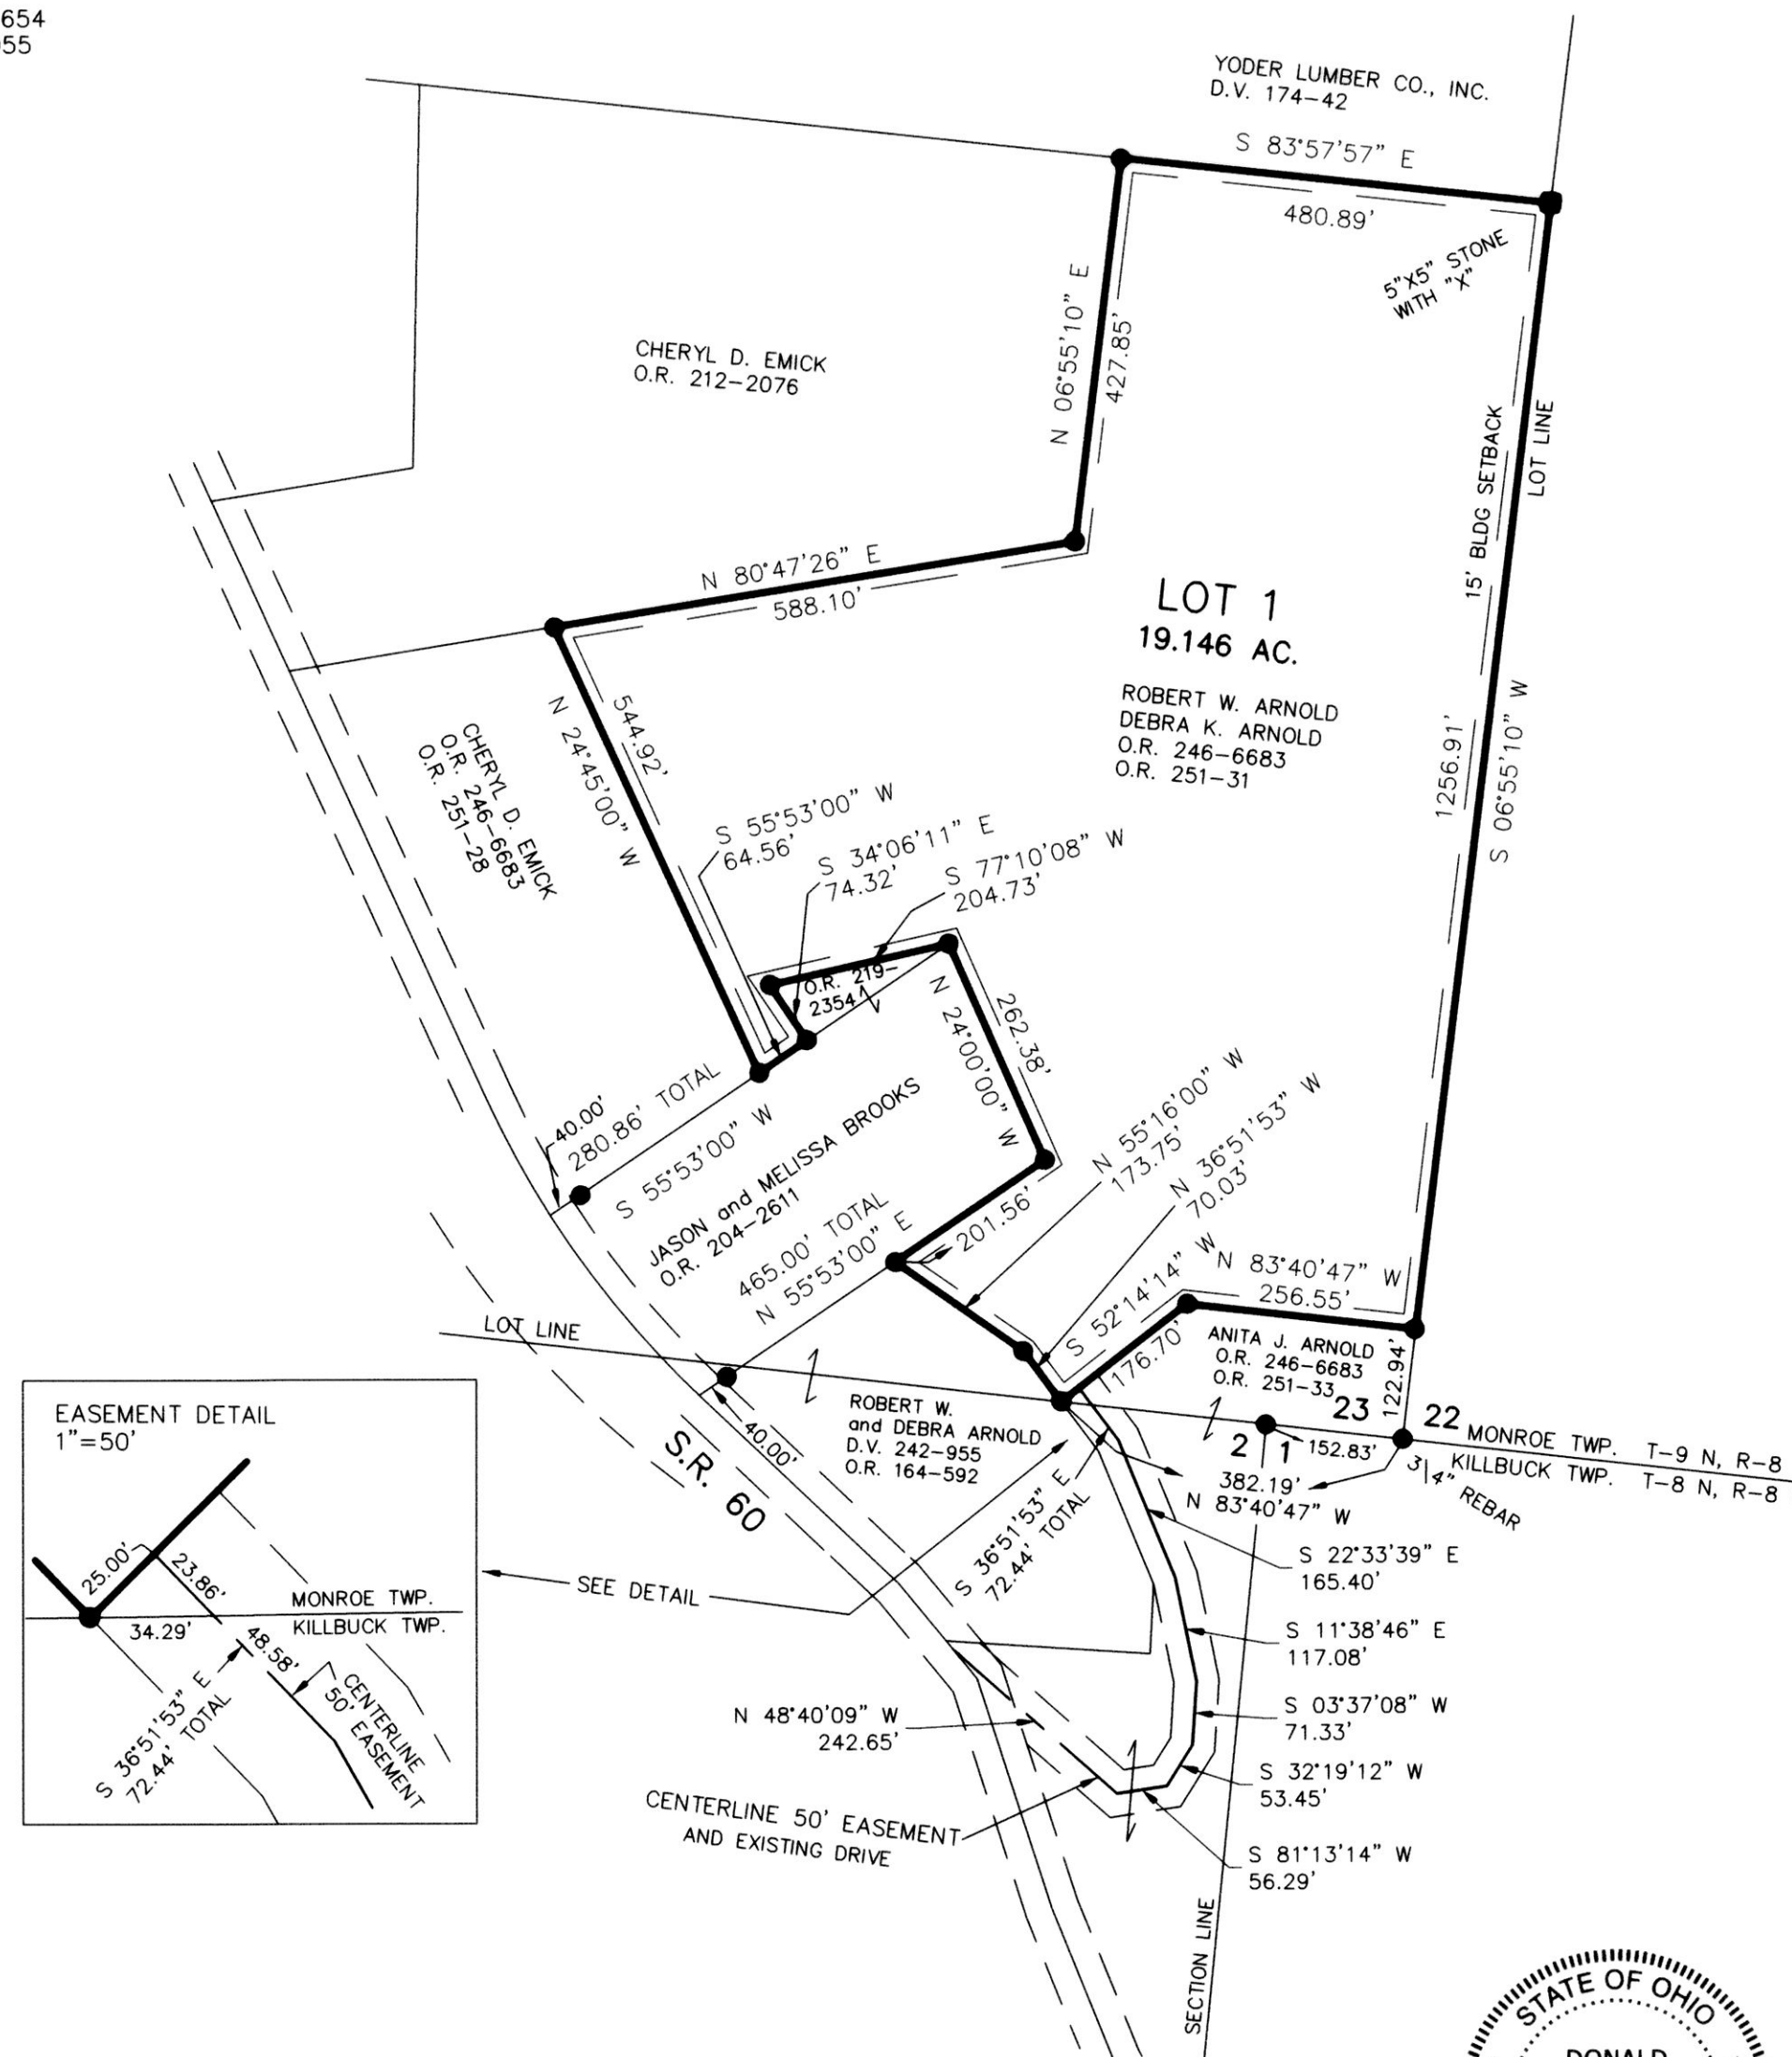 654
55
YODER LUMBER CO., INC.
D.V. 174-42
S 83°57'57" E
480.89'
5"X5" STONE
WITH "X"
N 06°55'10" E
427.85'
CHERYL D. EMICK
O.R. 212-2076
15' BLDG SETBACK
LOT LINE
N 80°47'26" E
588.10'
LOT 1
19.146 AC.
ROBERT W. ARNOLD
DEBRA K. ARNOLD
O.R. 246-6683
O.R. 251-31
1256.91'
S 06°55'10" W
544.92'
N 24°45'00" W
CHERYL D. EMICK
O.R. 246-6683
O.R. 251-28
S 55°53'00" W
64.56'
S 34°06'11" E
74.32'
S 77°10'08" W
204.73'
O.R. 219-
2354
N 24°00'00" W
262.38'
40.00'
280.86' TOTAL
S 55°53'00" W
JASON and MELISSA BROOKS
O.R. 204-2611
465.00' TOTAL
N 55°53'00" E
201.56'
N 55°16'00" W
173.75'
N 36°51'53" W
70.03'
S 52°14'14" W
176.70'
N 83°40'47" W
256.55'
LOT LINE
ANITA J. ARNOLD
O.R. 246-6683
O.R. 251-33
122.94'
23
22
2
1
152.83'
MONROE TWP. T-9 N, R-8
KILLBUCK TWP. T-8 N, R-8
3/4" REBAR
382.19'
N 83°40'47" W
ROBERT W.
and DEBRA ARNOLD
D.V. 242-955
O.R. 164-592
40.00'
S.R. 60
S 36°51'53" E
72.44' TOTAL
EASEMENT DETAIL
1"=50'
25.00'
23.86'
MONROE TWP.
KILLBUCK TWP.
34.29'
48.58'
S 36°51'53" E
72.44' TOTAL
CENTERLINE
50' EASEMENT
SEE DETAIL
S 22°33'39" E
165.40'
S 11°38'46" E
117.08'
S 03°37'08" W
71.33'
N 48°40'09" W
242.65'
S 32°19'12" W
53.45'
CENTERLINE 50' EASEMENT
AND EXISTING DRIVE
S 81°13'14" W
56.29'
SECTION LINE
STATE OF OHIO
DONALD